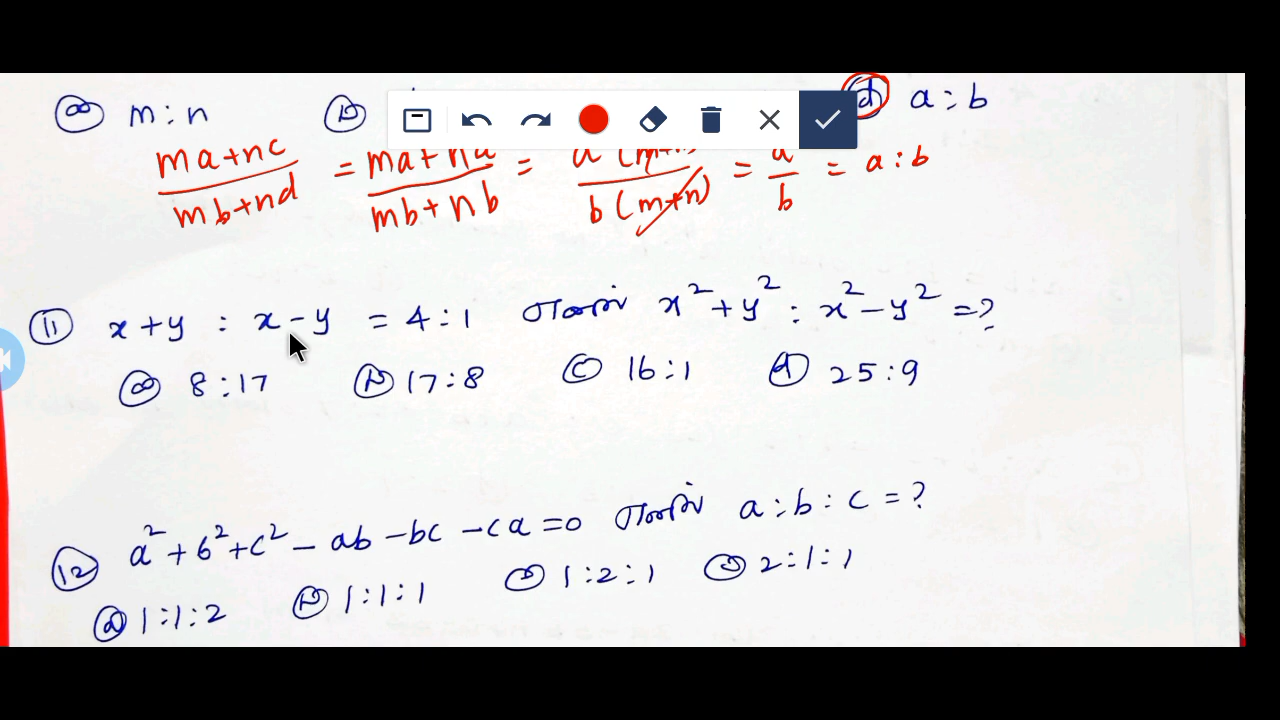 ⓐ m:n ⓑ ⓓ a:b
ma+nc/mb+nd = ma+na/mb+nb = a(m+n)/b(m+n) = a/b = a:b
⑪ x+y : x-y = 4:1 எனில் x²+y² : x²-y² =?
ⓐ 8:17 ⓑ 17:8 ⓒ 16:1 ⓓ 25:9
⑫ a²+b²+c²-ab-bc-ca=0 எனில் a:b:c=?
ⓐ 1:1:2 ⓑ 1:1:1 ⓒ 1:2:1 ⓓ 2:1:1